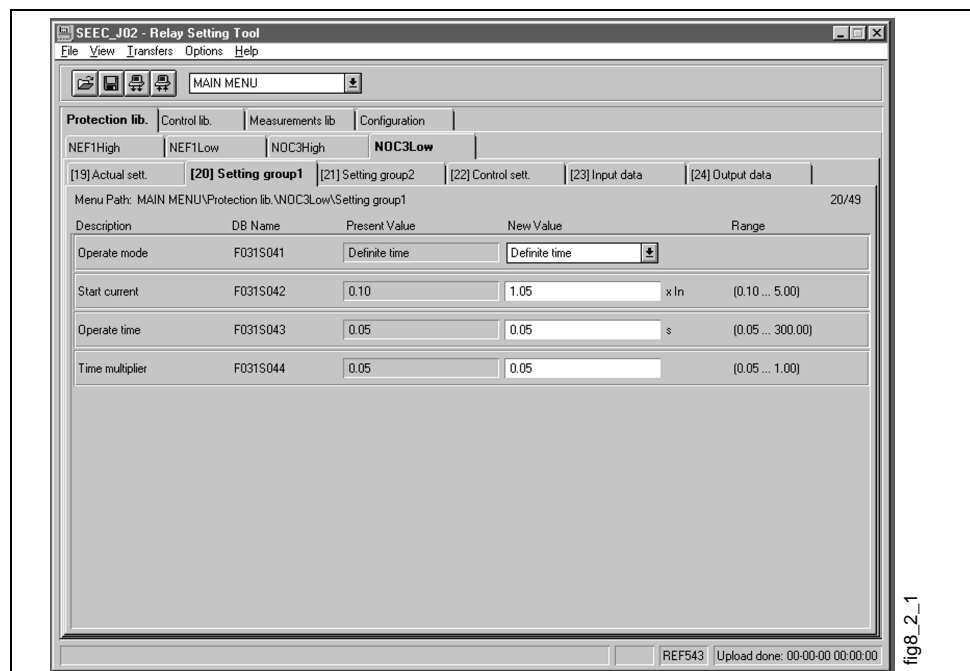 SEEC_J02 - Relay Setting Tool
File View Transfers Options Help
MAIN MENU
Protection lib. Control lib. Measurements lib Configuration
NEF1High NEF1Low NOC3High NOC3Low
[19] Actual sett. [20] Setting group1 [21] Setting group2 [22] Control sett. [23] Input data [24] Output data
Menu Path: MAIN MENU\Protection lib.\NOC3Low\Setting group1 20/49
Description DB Name Present Value New Value Range
Operate mode F031S041 Definite time Definite time
Start current F031S042 0.10 1.05 x In (0.10 ... 5.00)
Operate time F031S043 0.05 0.05 s (0.05 ... 300.00)
Time multiplier F031S044 0.05 0.05 (0.05 ... 1.00)
REF543 Upload done: 00-00-00 00:00:00
fig8_2_1